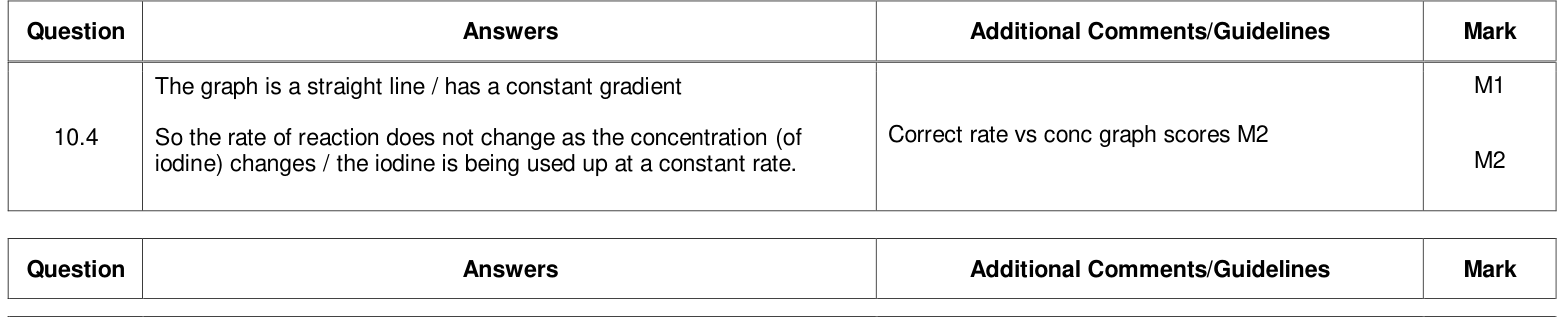 Question Answers Additional Comments/Guidelines Mark
The graph is a straight line / has a constant gradient M1
10.4 So the rate of reaction does not change as the concentration (of Correct rate vs conc graph scores M2
iodine) changes / the iodine is being used up at a constant rate. M2
Question Answers Additional Comments/Guidelines Mark